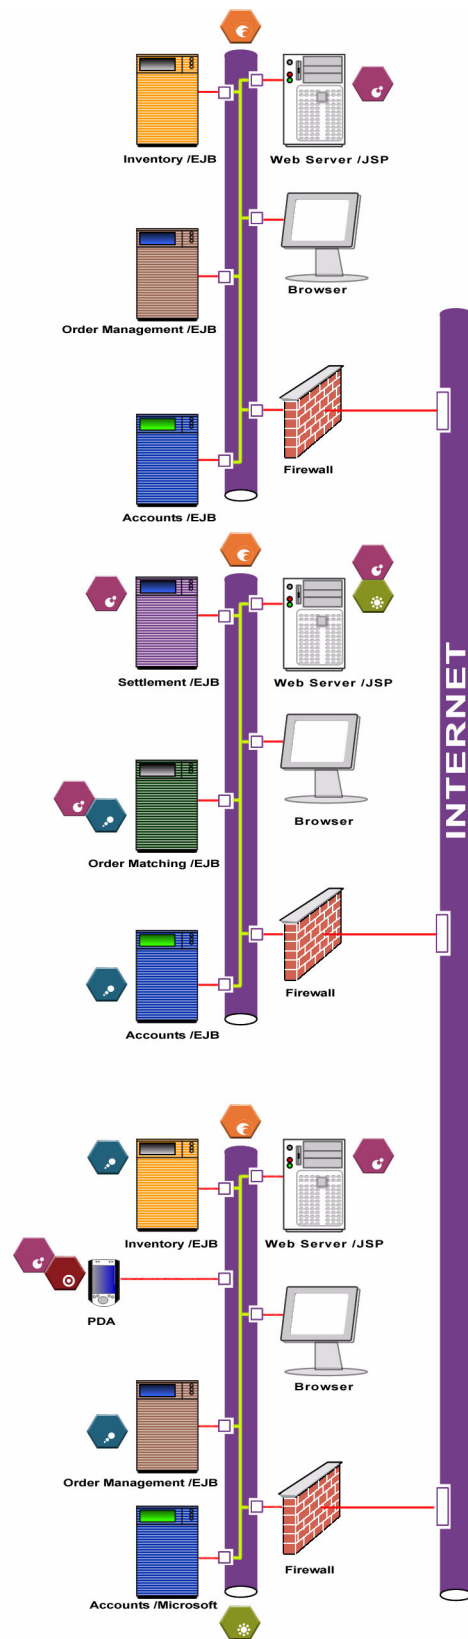 Inventory /EJB
Web Server /JSP
Order Management /EJB
Browser
Accounts /EJB
Firewall
Settlement /EJB
Web Server /JSP
Order Matching /EJB
Browser
Accounts /EJB
Firewall
INTERNET
Inventory /EJB
Web Server /JSP
PDA
Browser
Order Management /EJB
Accounts /Microsoft
Firewall